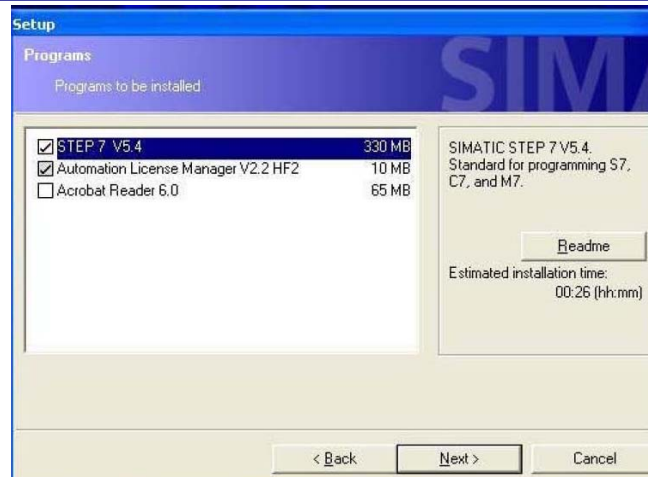 Setup
Programs
Programs to be installed
SIMA
STEP 7 V5.4 330 MB
Automation License Manager V2.2 HF2 10 MB
Acrobat Reader 6.0 65 MB
SIMATIC STEP 7 V5.4.
Standard for programming S7,
C7, and M7.
Readme
Estimated installation time:
00:26 (hh:mm)
< Back
Next >
Cancel